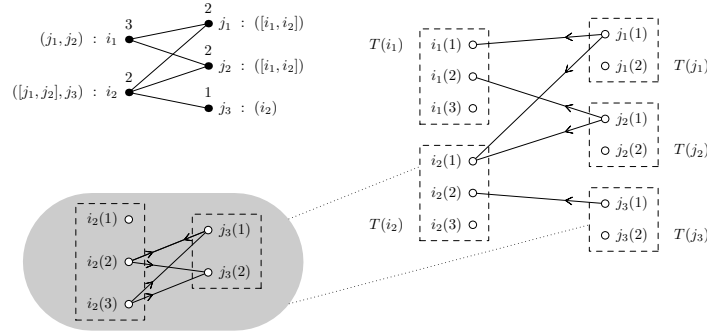 3
(j₁, j₂) : i₁
2
j₁ : ([i₁, i₂])
2
j₂ : ([i₁, i₂])
2
([j₁, j₂], j₃) : i₂
1
j₃ : (i₂)
T(i₁)
i₁(1)
i₁(2)
i₁(3)
j₁(1)
j₁(2)
T(j₁)
j₂(1)
j₂(2)
T(j₂)
i₂(1)
i₂(2)
T(i₂)
i₂(3)
j₃(1)
j₃(2)
T(j₃)
i₂(1)
i₂(2)
i₂(3)
j₃(1)
j₃(2)